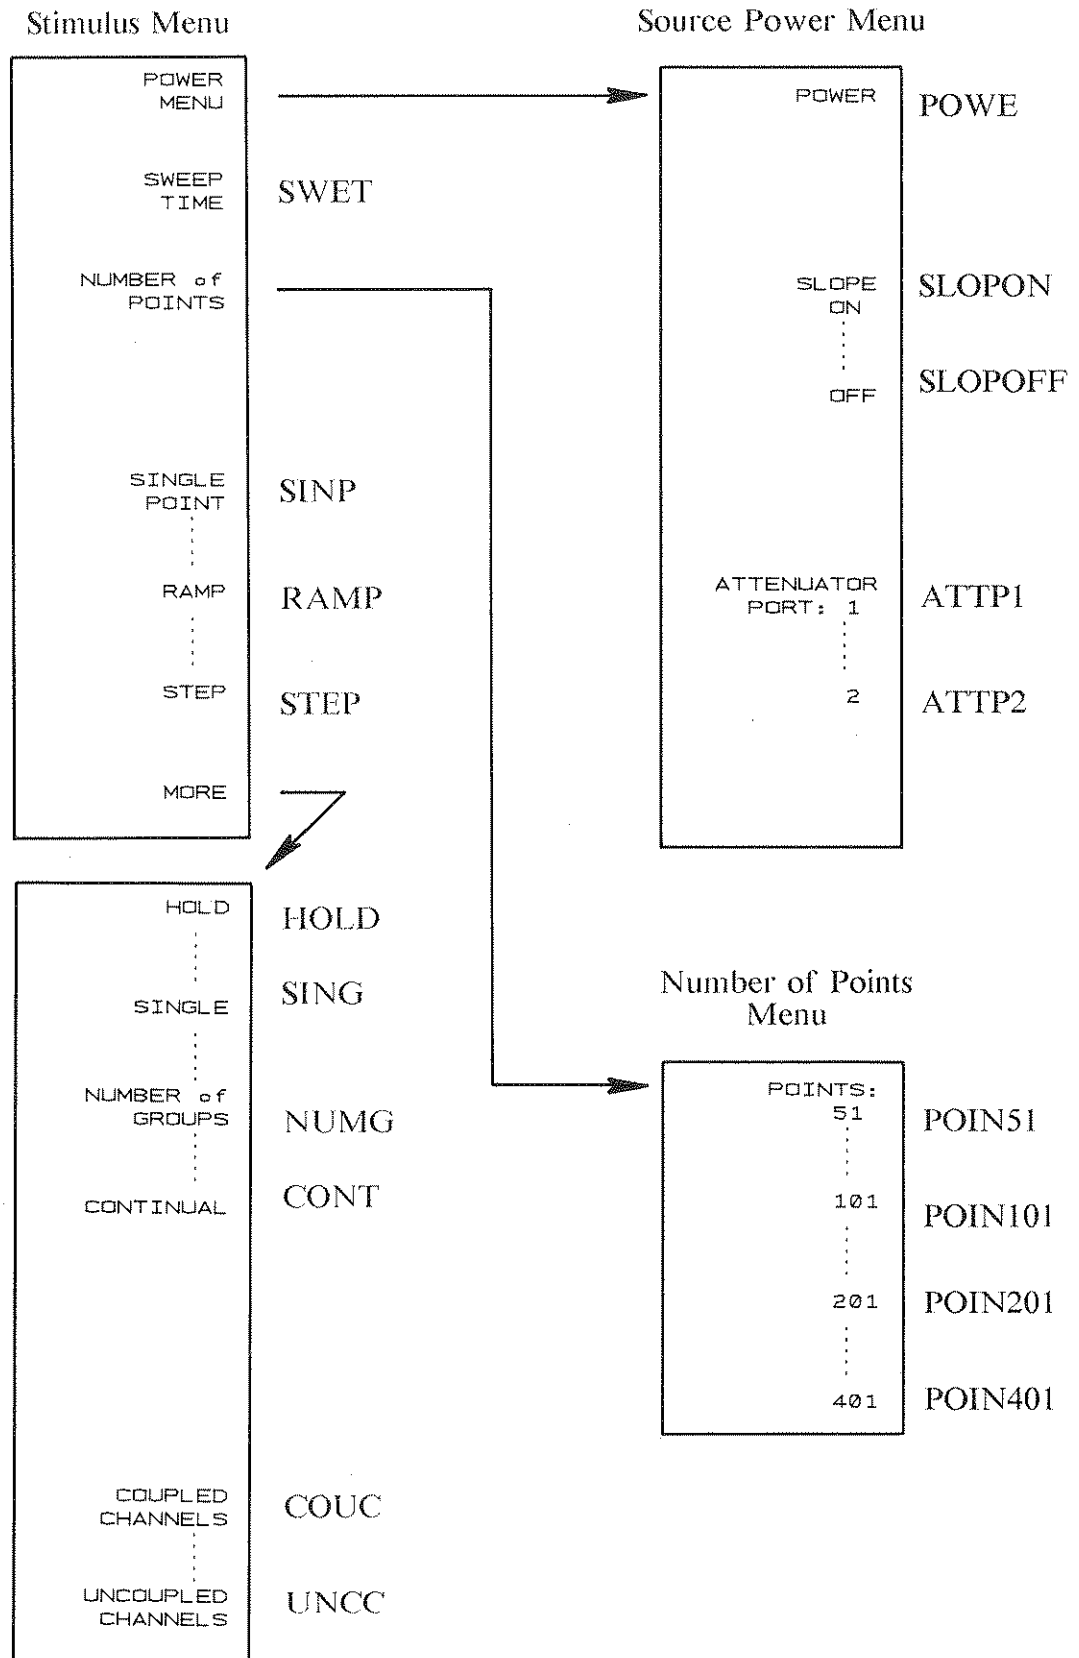 Stimulus Menu
POWER
MENU
SWEEP
TIME
SWET
NUMBER of
POINTS
SINGLE
POINT
SINP
RAMP
RAMP
STEP
STEP
MORE
HOLD
HOLD
SINGLE
SING
NUMBER of
GROUPS
NUMG
CONTINUAL
CONT
COUPLED
CHANNELS
COUC
UNCOUPLED
CHANNELS
UNCC
Source Power Menu
POWER
POWE
SLOPE
ON
SLOPON
OFF
SLOPOFF
ATTENUATOR
PORT: 1
ATTP1
2
ATTP2
Number of Points
Menu
POINTS:
51
POIN51
101
POIN101
201
POIN201
401
POIN401